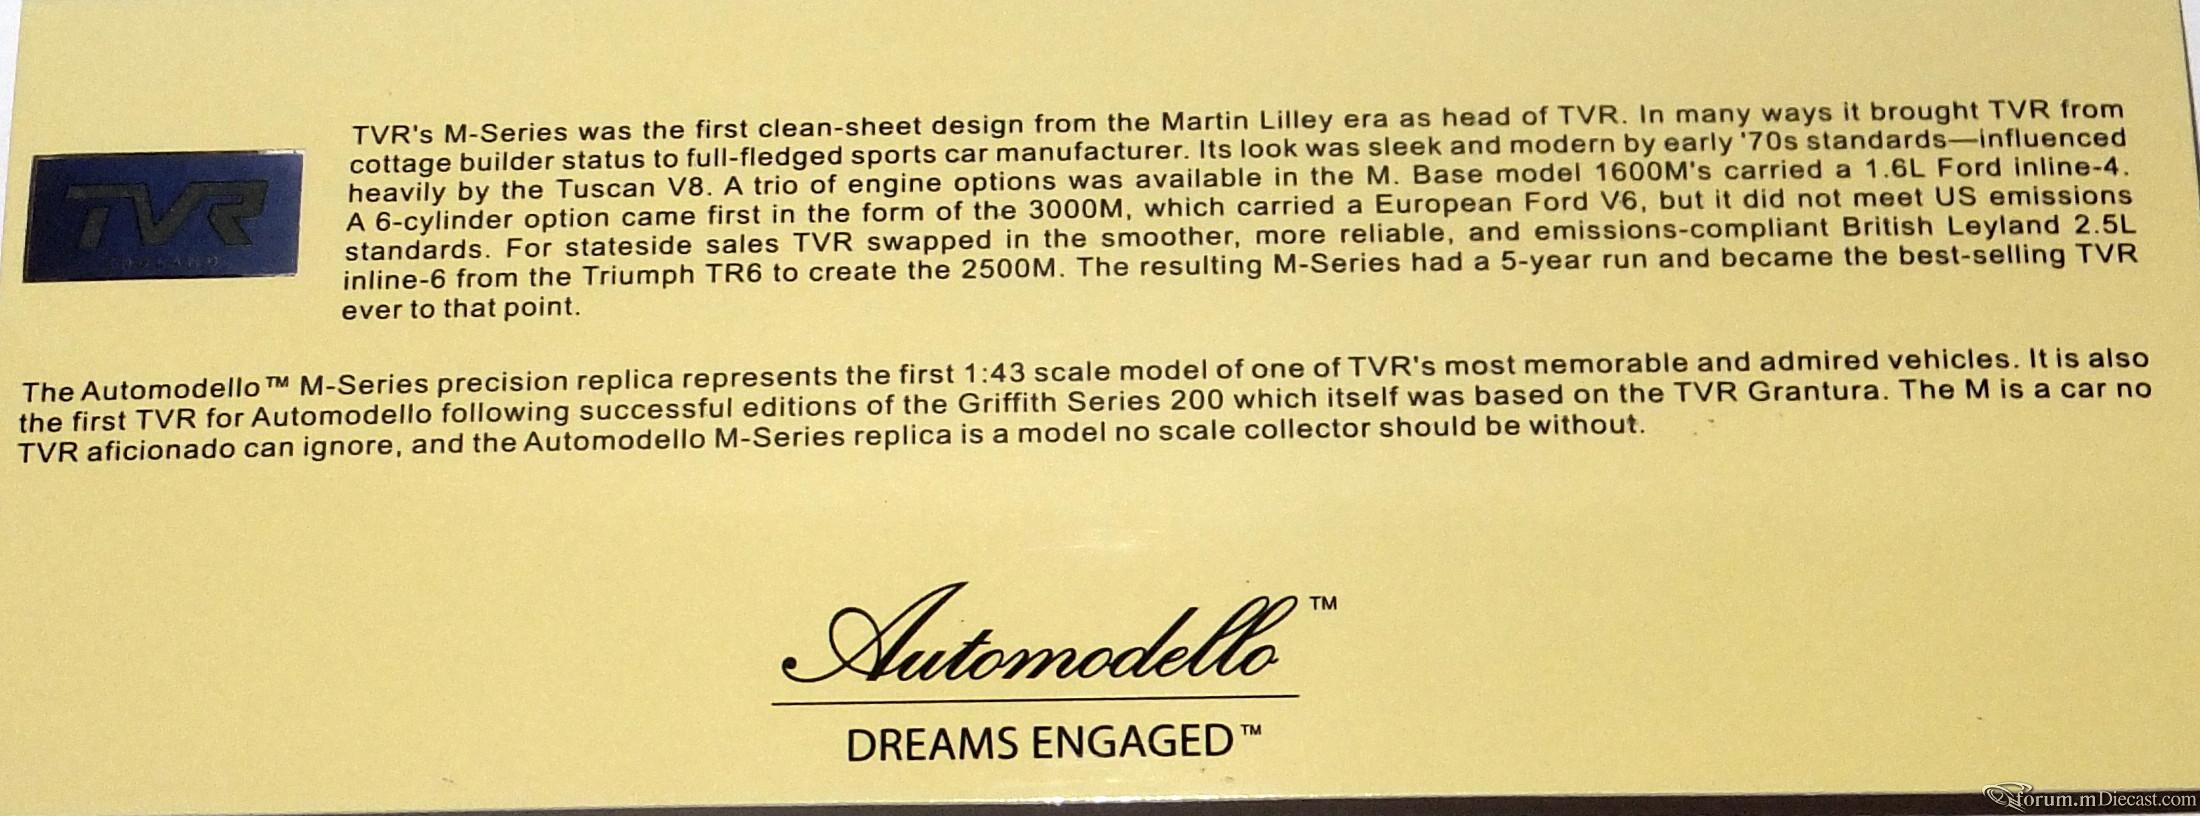 TVR's M-Series was the first clean-sheet design from the Martin Lilley era as head of TVR. In many ways it brought TVR from
cottage builder status to full-fledged sports car manufacturer. Its look was sleek and modern by early '70s standards—influenced
heavily by the Tuscan V8. A trio of engine options was available in the M. Base model 1600M's carried a 1.6L Ford inline-4.
A 6-cylinder option came first in the form of the 3000M, which carried a European Ford V6, but it did not meet US emissions
standards. For stateside sales TVR swapped in the smoother, more reliable, and emissions-compliant British Leyland 2.5L
inline-6 from the Triumph TR6 to create the 2500M. The resulting M-Series had a 5-year run and became the best-selling TVR
ever to that point.
TVR
ENGLAND
The Automodello™ M-Series precision replica represents the first 1:43 scale model of one of TVR's most memorable and admired vehicles. It is also
the first TVR for Automodello following successful editions of the Griffith Series 200 which itself was based on the TVR Grantura. The M is a car no
TVR aficionado can ignore, and the Automodello M-Series replica is a model no scale collector should be without.
Automodello™
DREAMS ENGAGED™
forum.mDiecast.com